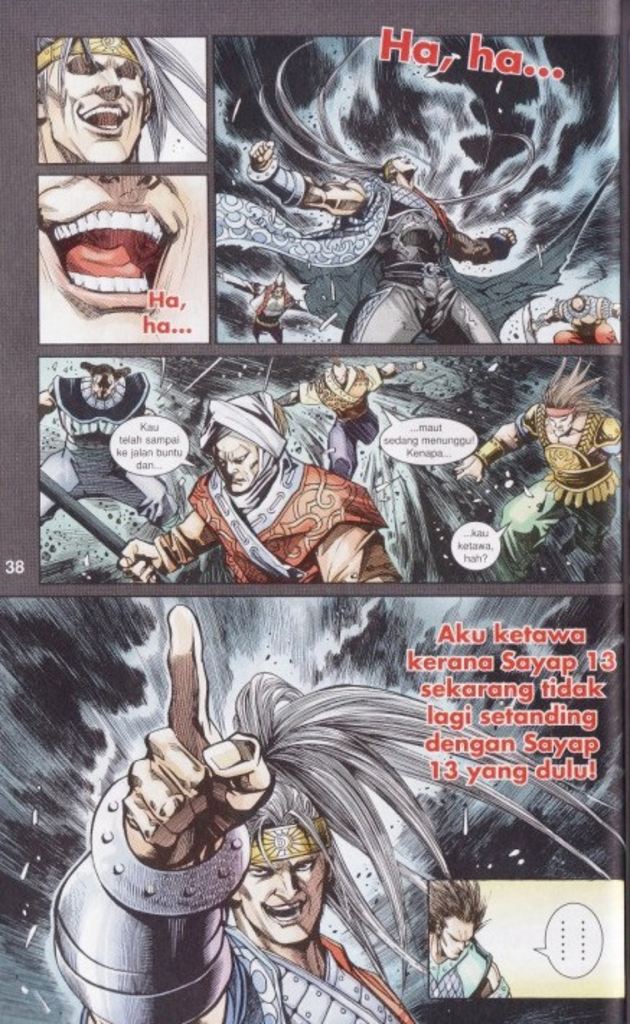 Ha, ha...
Ha,
ha...
Kau
telah sampai
ke jalan buntu
dan...
...maut
sedang menunggu!
Kenapa...
...kau
ketawa,
hah?
38
Aku ketawa
kerana Sayap 13
sekarang tidak
lagi setanding
dengan Sayap
13 yang dulu!